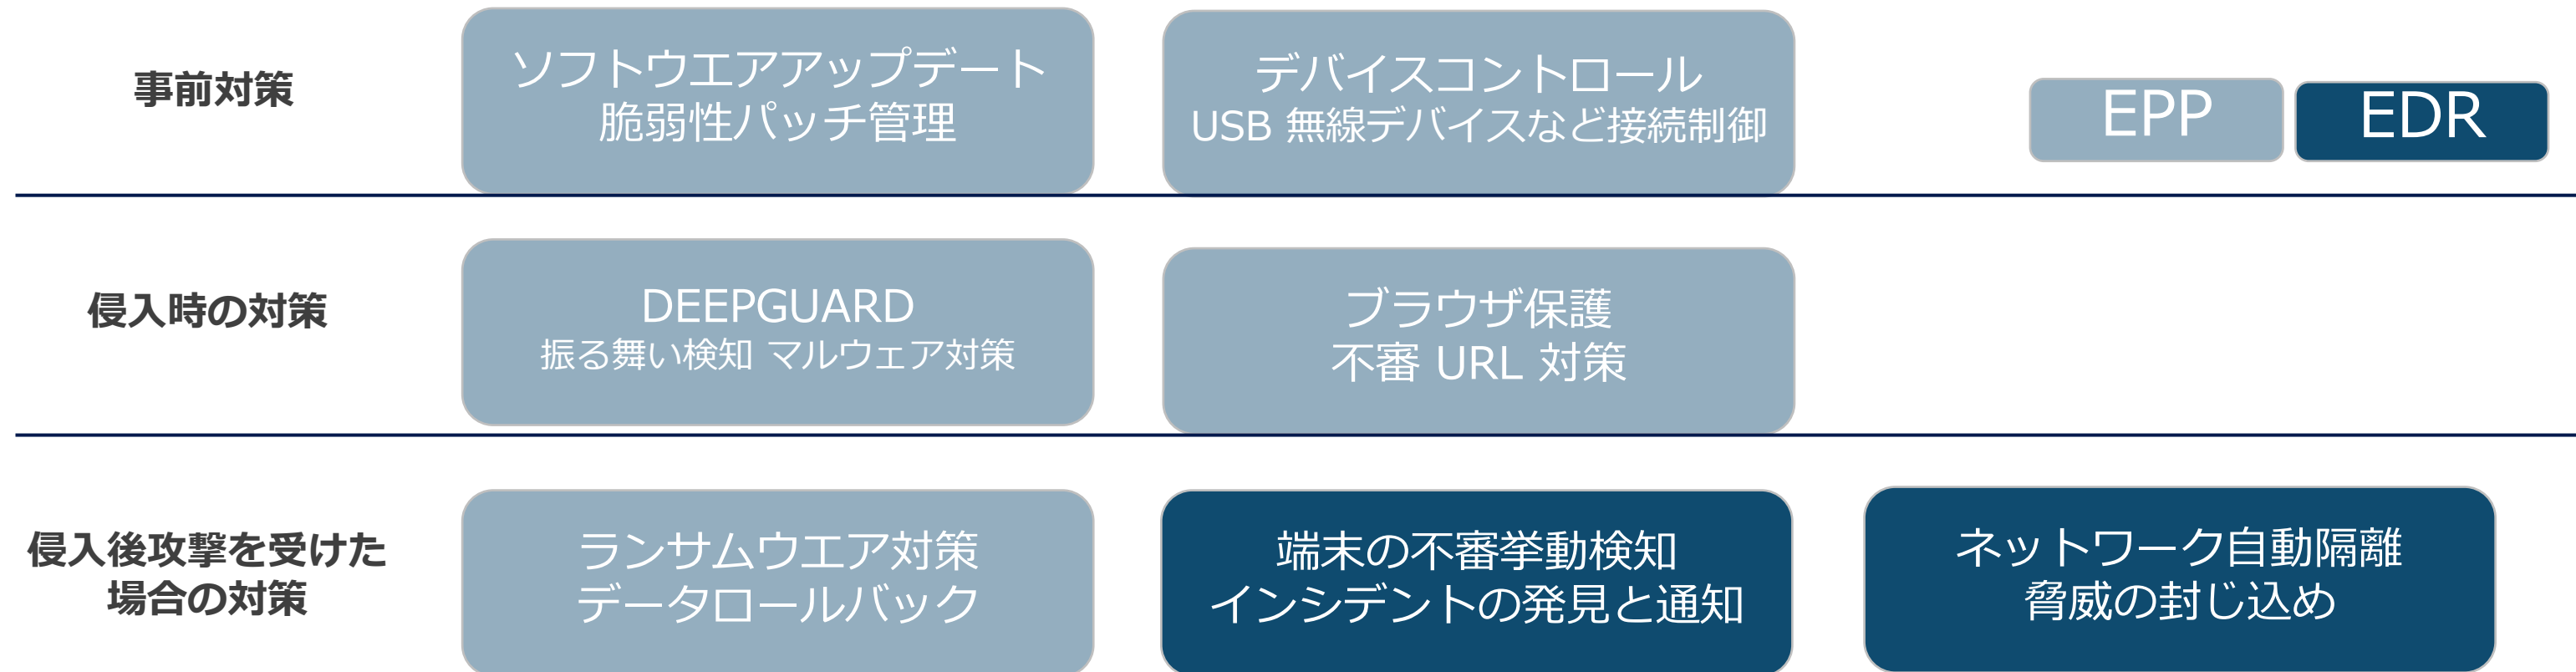 事前対策
ソフトウエアアップデート
脆弱性パッチ管理
デバイスコントロール
USB 無線デバイスなど接続制御
EPP
EDR
侵入時の対策
DEEPGUARD
振る舞い検知 マルウェア対策
ブラウザ保護
不審 URL 対策
侵入後攻撃を受けた
場合の対策
ランサムウエア対策
データロールバック
端末の不審挙動検知
インシデントの発見と通知
ネットワーク自動隔離
脅威の封じ込め